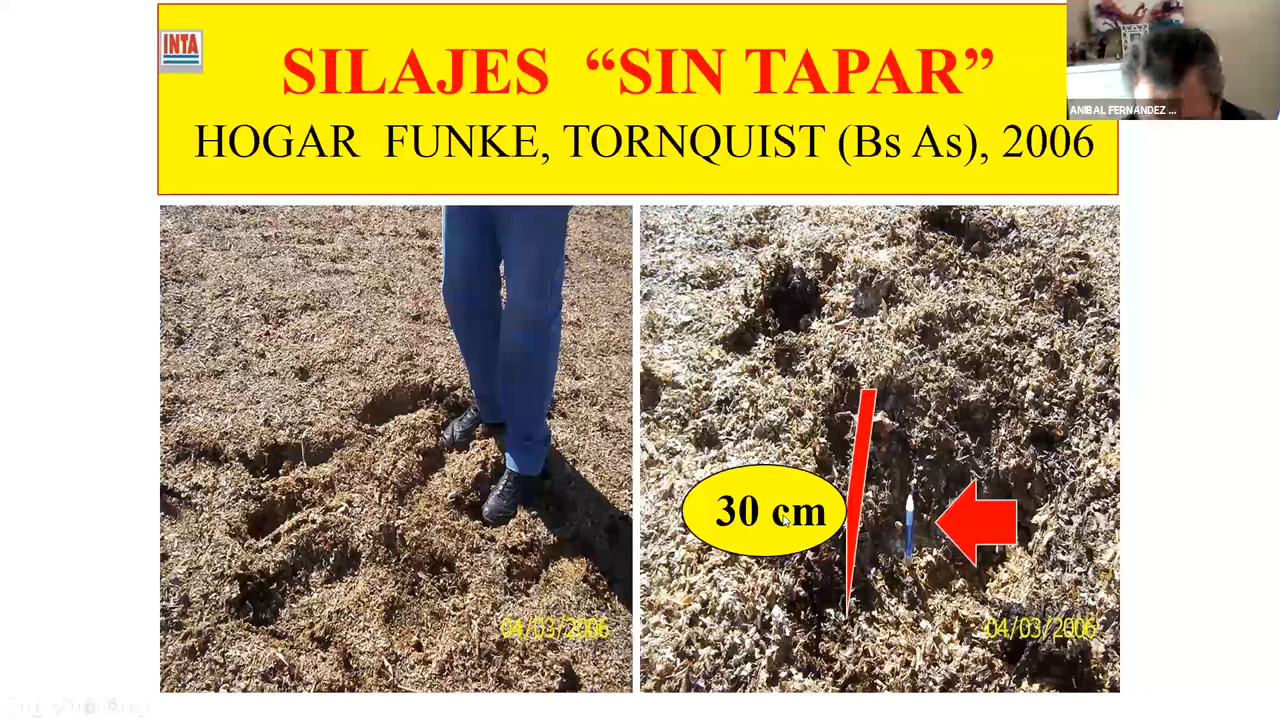 INTA
SILAJES “SIN TAPAR”
HOGAR FUNKE, TORNQUIST (Bs As), 2006
ANIBAL FERNANDEZ ...
30 cm
04/03/2006
04/03/2006